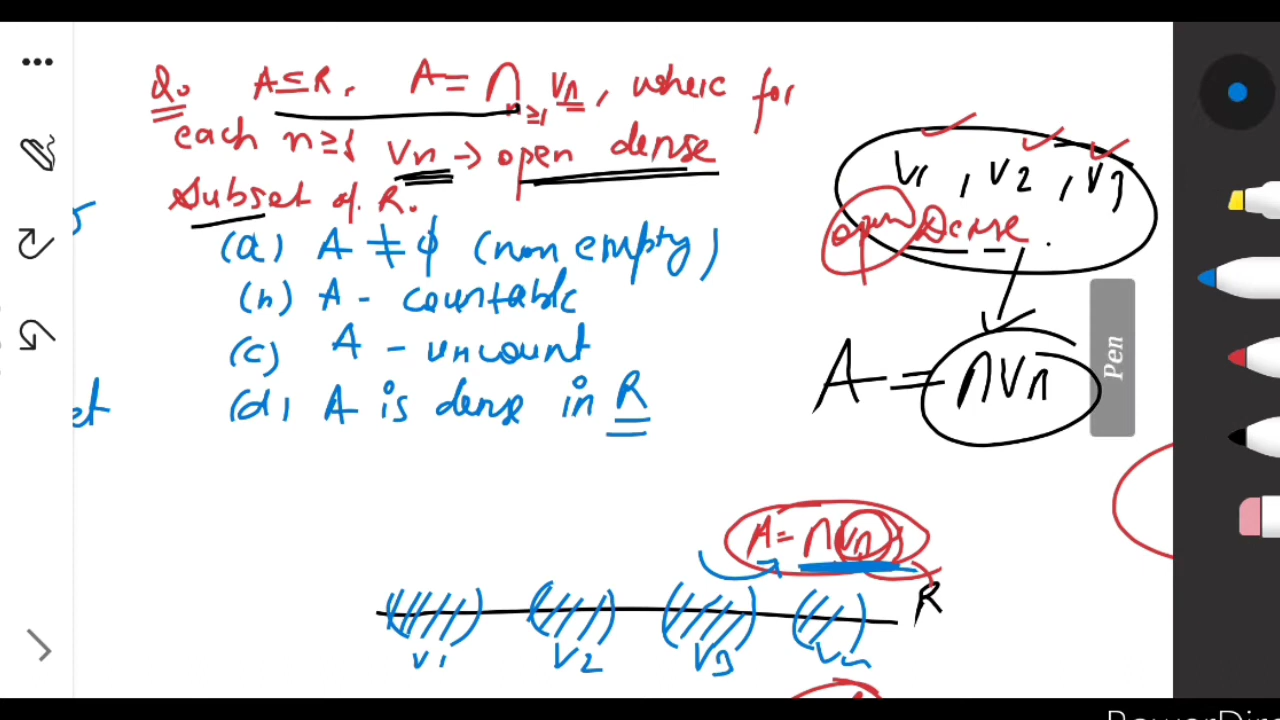 Q. A ⊆ R. A = ∩ Vn, where for
n≥1
each n≥1 Vn → open dense
Subset of R.
(a) A ≠ ϕ (non empty)
(b) A - countable
(c) A - uncount
(d) A is dense in R
V1, V2, V3
open Dense
A = ∩Vn
Pen
A = ∩Vn
R
V1 V2 V3 Vn